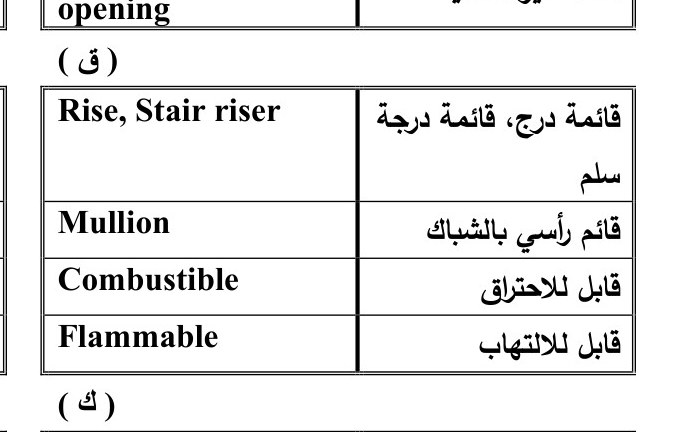 opening
( ق )
Rise, Stair riser قائمة درج، قائمة درجة
سلم
Mullion قائم رأسي بالشباك
Combustible قابل للاحتراق
Flammable قابل للالتهاب
( ك )